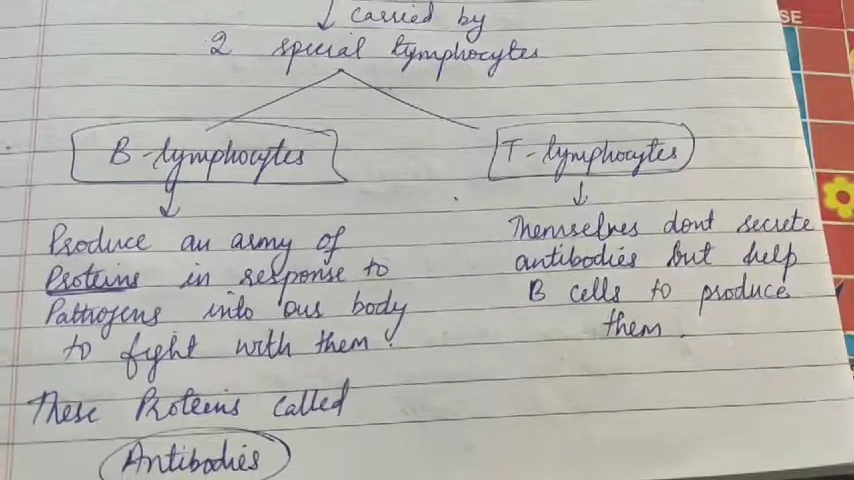 SE
↓ carried by
2 special lymphocytes
B-lymphocytes
Produce an army of
Proteins in response to
Pathogens into our body
to fight with them.
These Proteins called
Antibodies
T-lymphocytes
Themselves dont secrete
antibodies but help
B cells to produce
them.